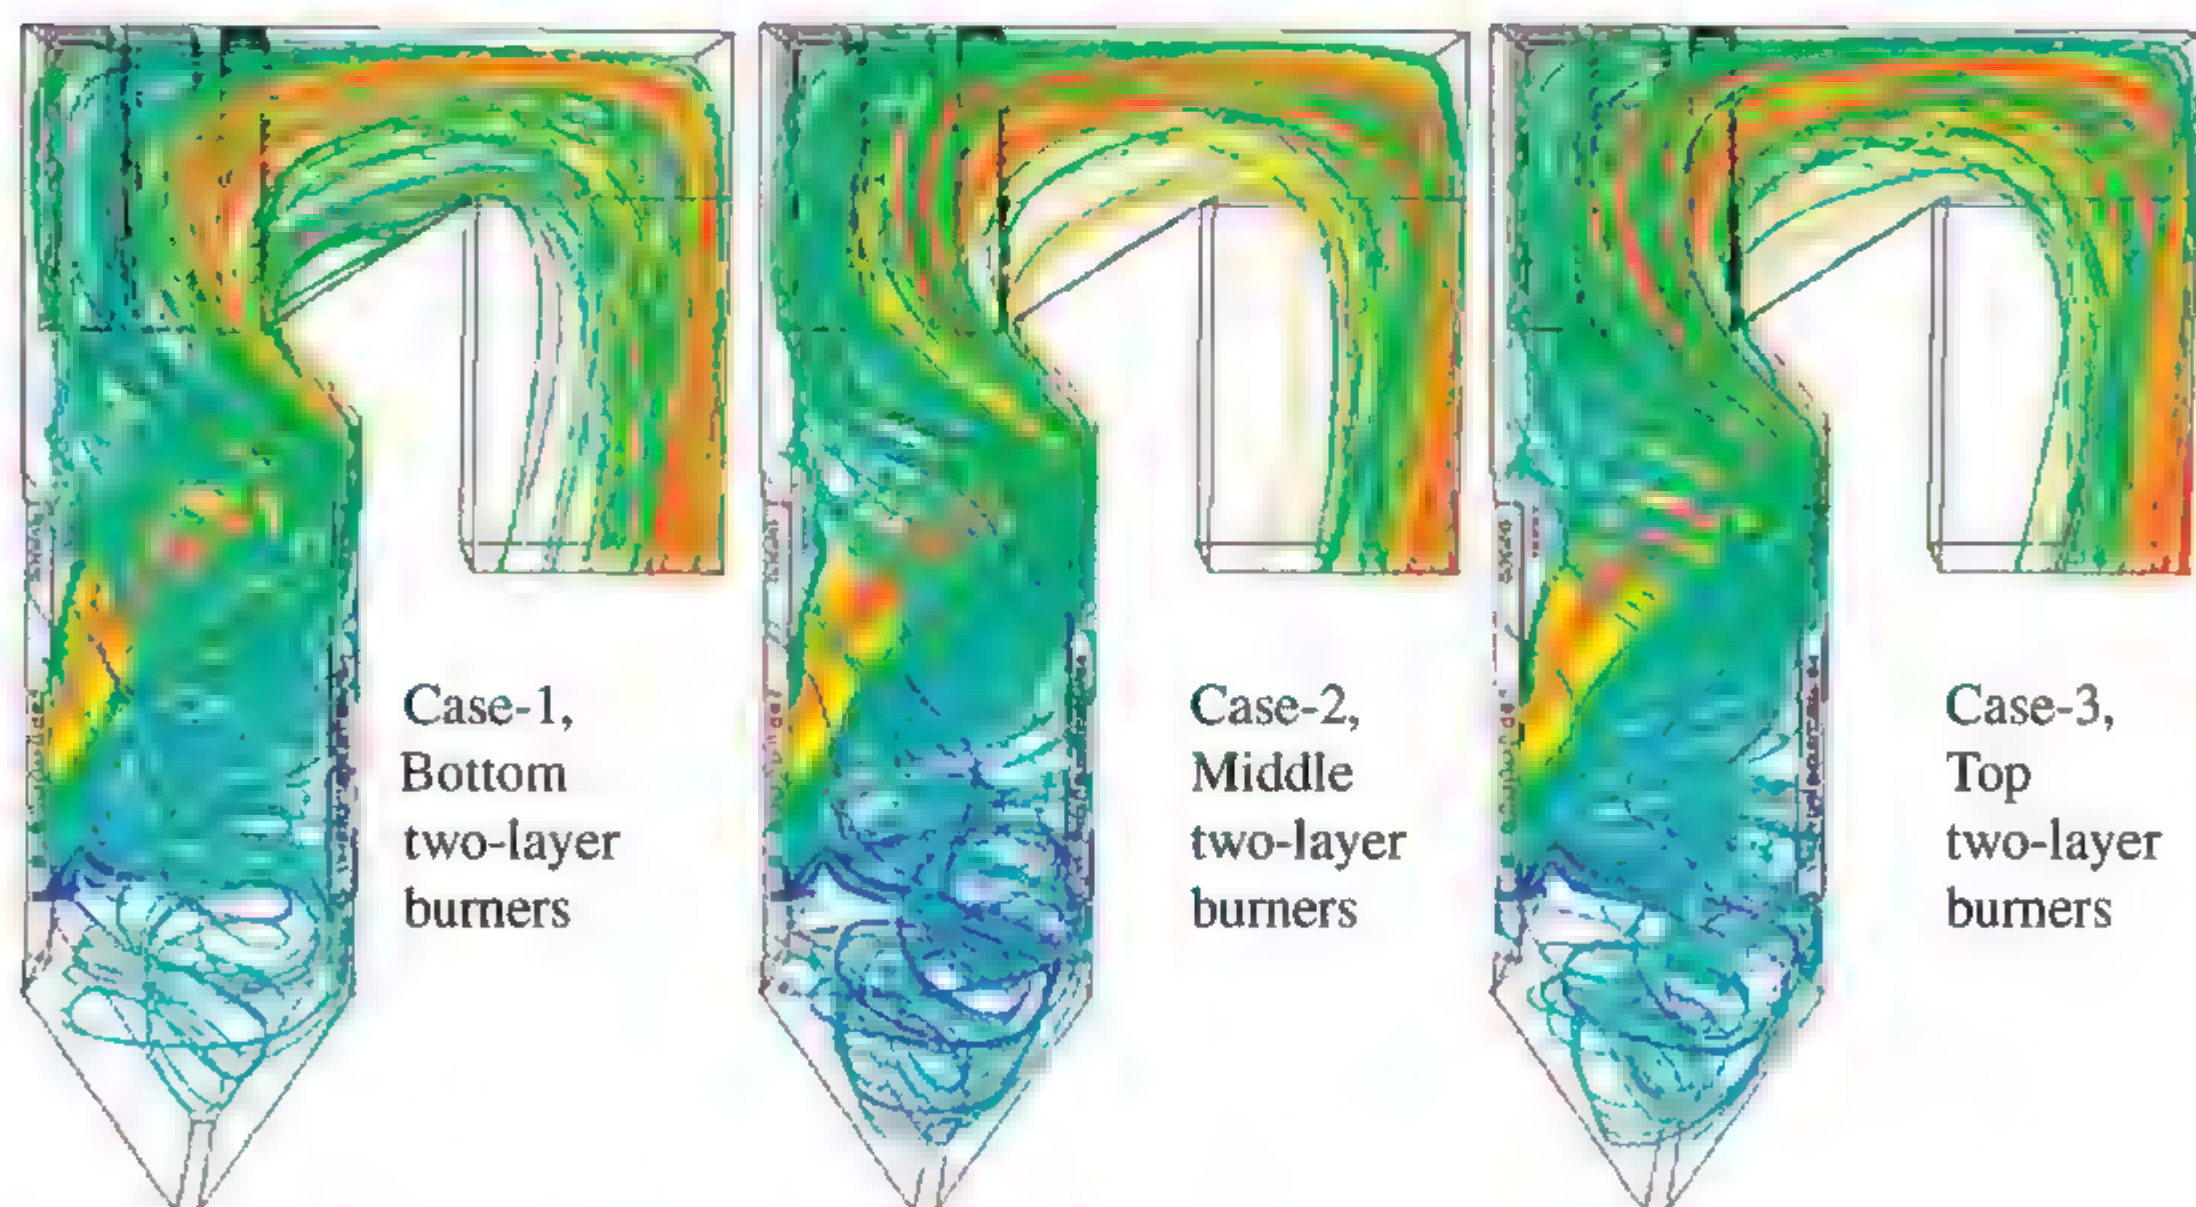 Case-1,
Bottom
two-layer
burners
Case-2,
Middle
two-layer
burners
Case-3,
Top
two-layer
burners